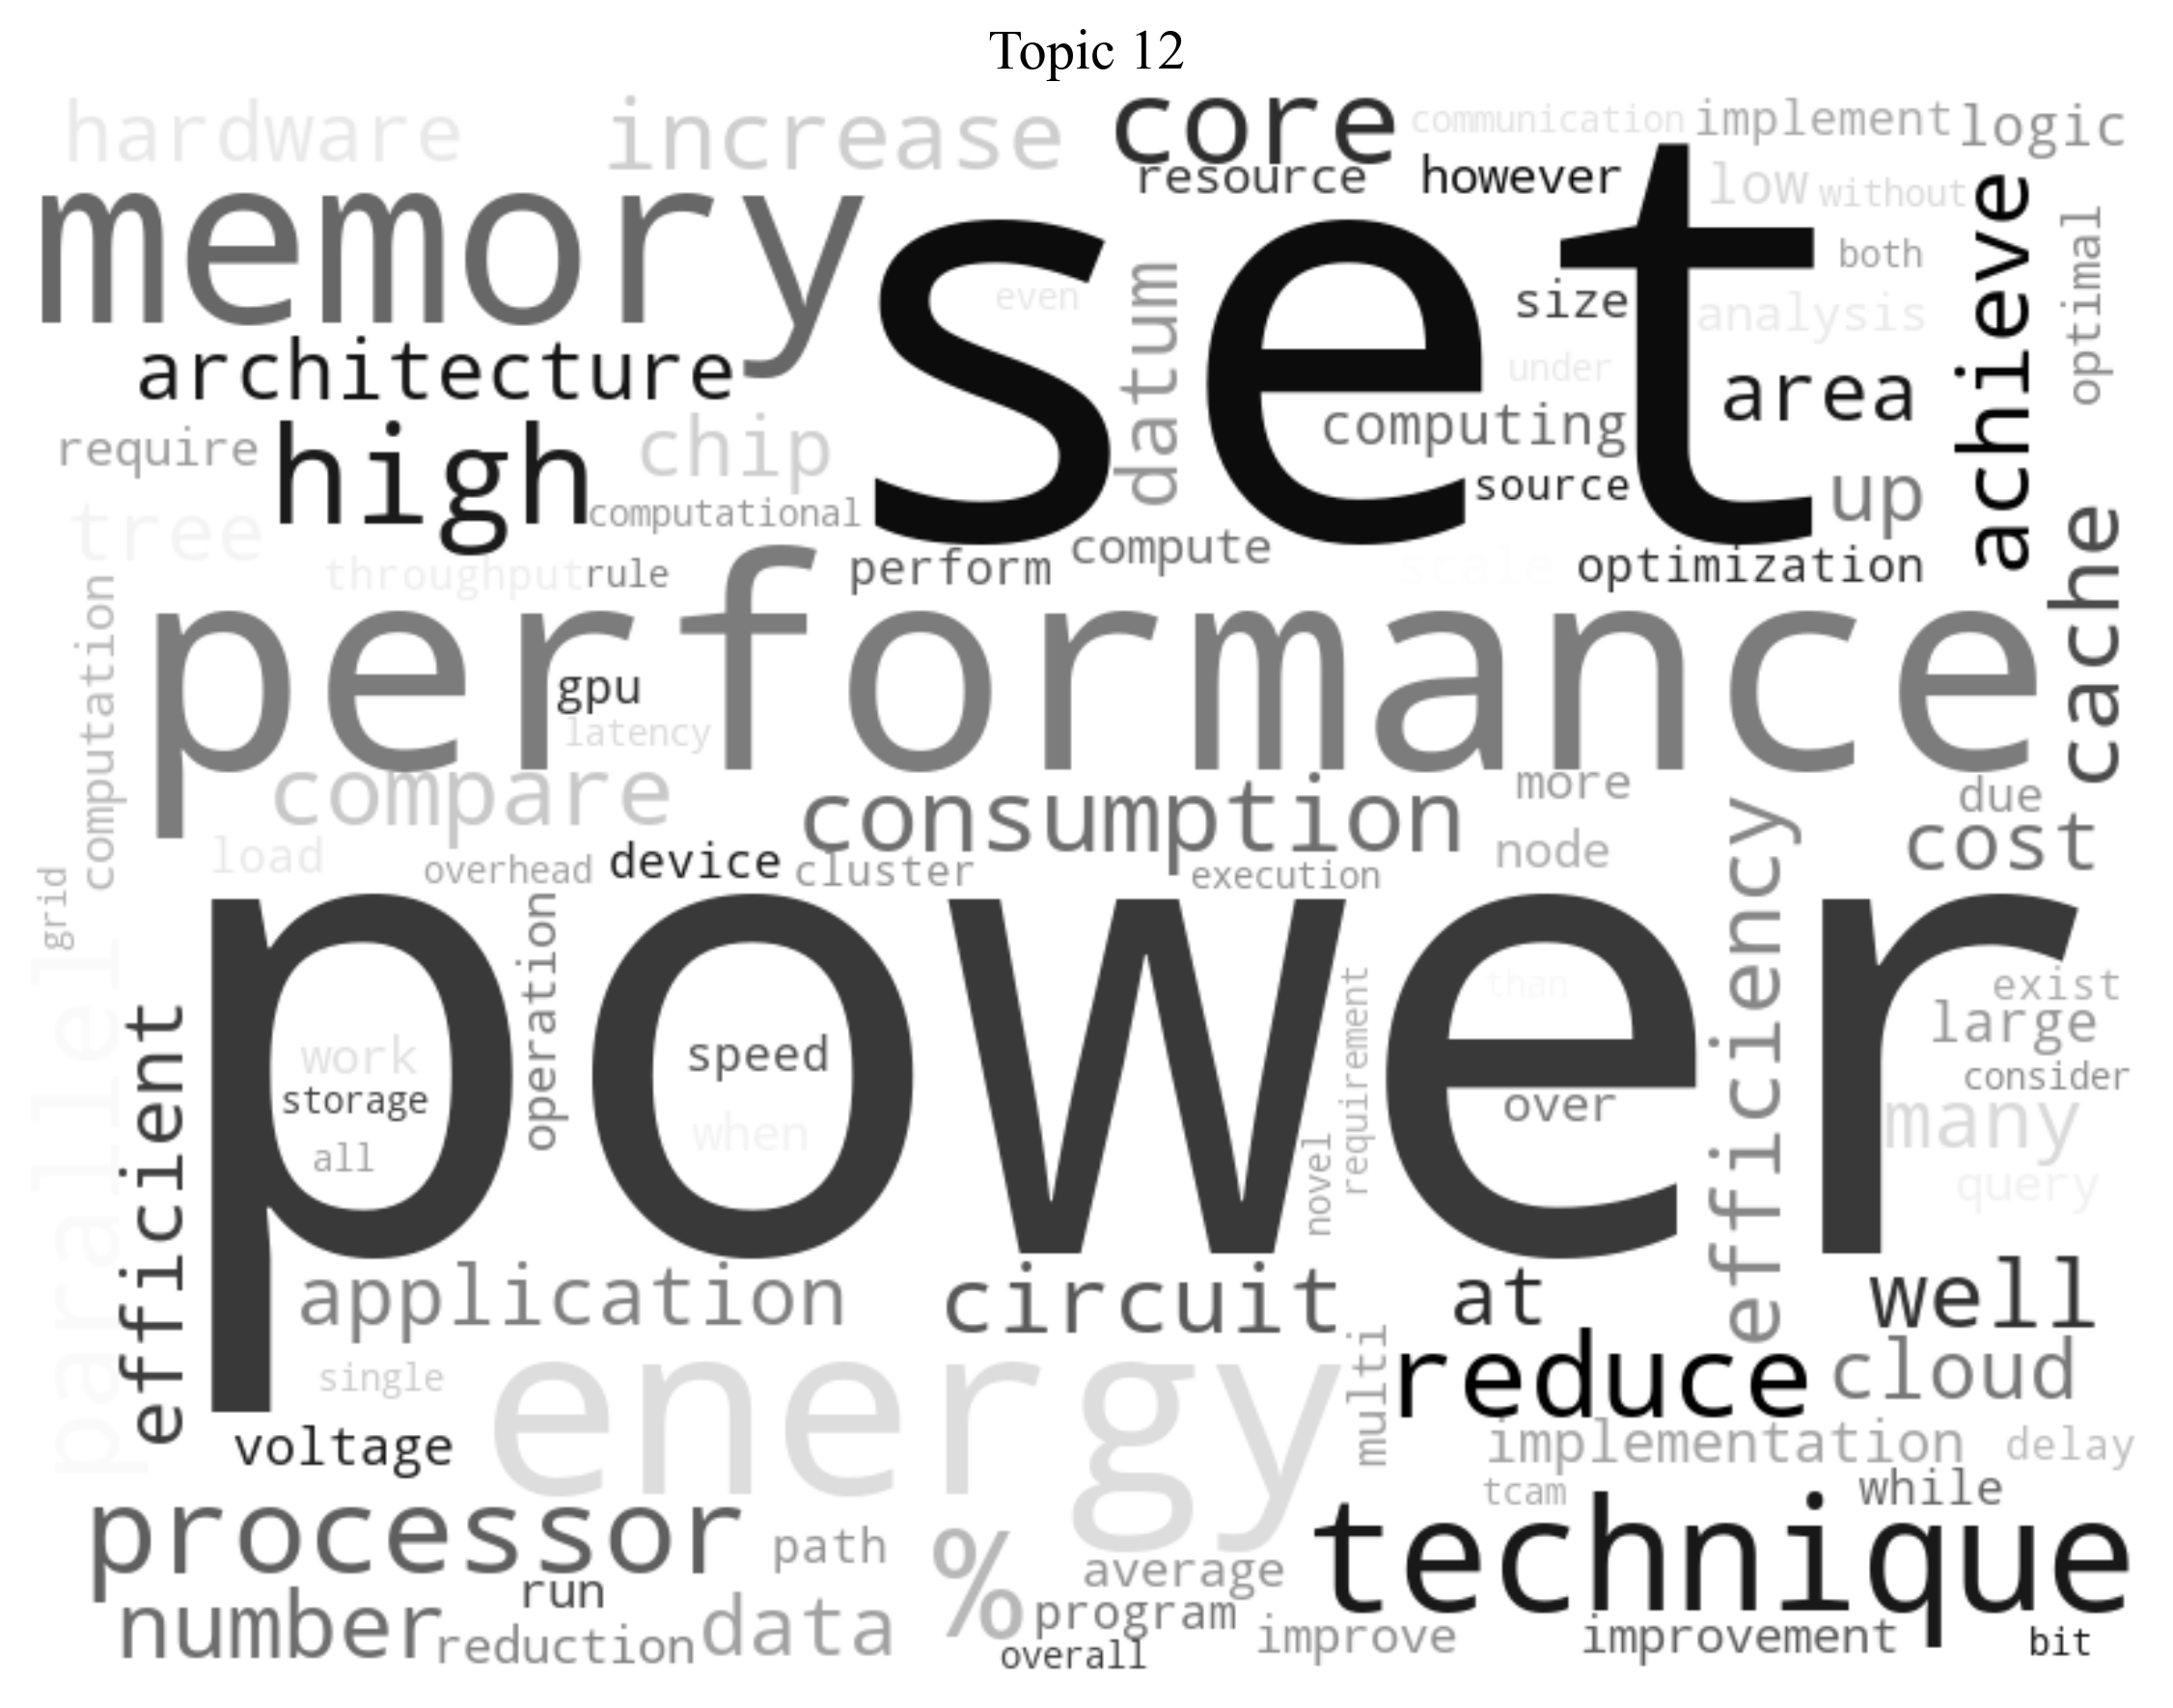 Topic 12
hardware
increase
core
communication
implement
logic
memory
resource
however
low
without
achieve
optimal
set
both
even
datum
size
analysis
architecture
under
area
high
chip
computing
require
computational
source
up
tree
cache
throughput
rule
perform
compute
scale
optimization
computation
performance
gpu
latency
compare
consumption
more
due
load
overhead
device
cluster
execution
node
efficiency
cost
grid
power
operation
parallel
efficient
than
exist
large
work
storage
all
speed
when
novel
requirement
over
consider
many
query
application
circuit
at
well
single
energy
multi
reduce
cloud
voltage
implementation
delay
tcam
while
processor
path
%
average
technique
run
number
reduction
data
program
overall
improve
improvement
bit